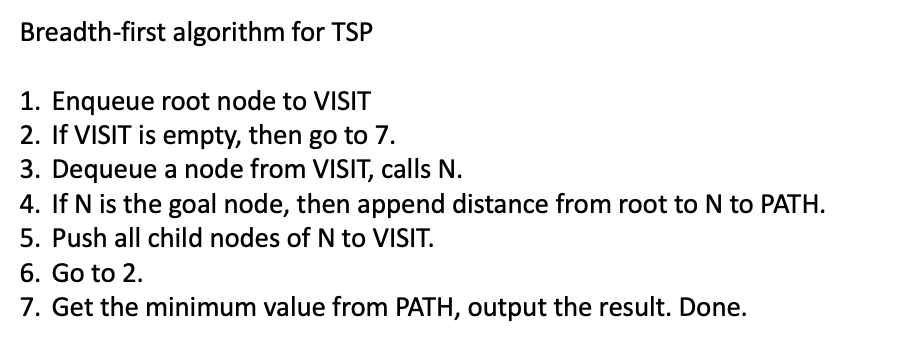 Breadth-first algorithm for TSP
1. Enqueue root node to VISIT
2. If VISIT is empty, then go to 7.
3. Dequeue a node from VISIT, calls N.
4. If N is the goal node, then append distance from root to N to PATH.
5. Push all child nodes of N to VISIT.
6. Go to 2.
7. Get the minimum value from PATH, output the result. Done.